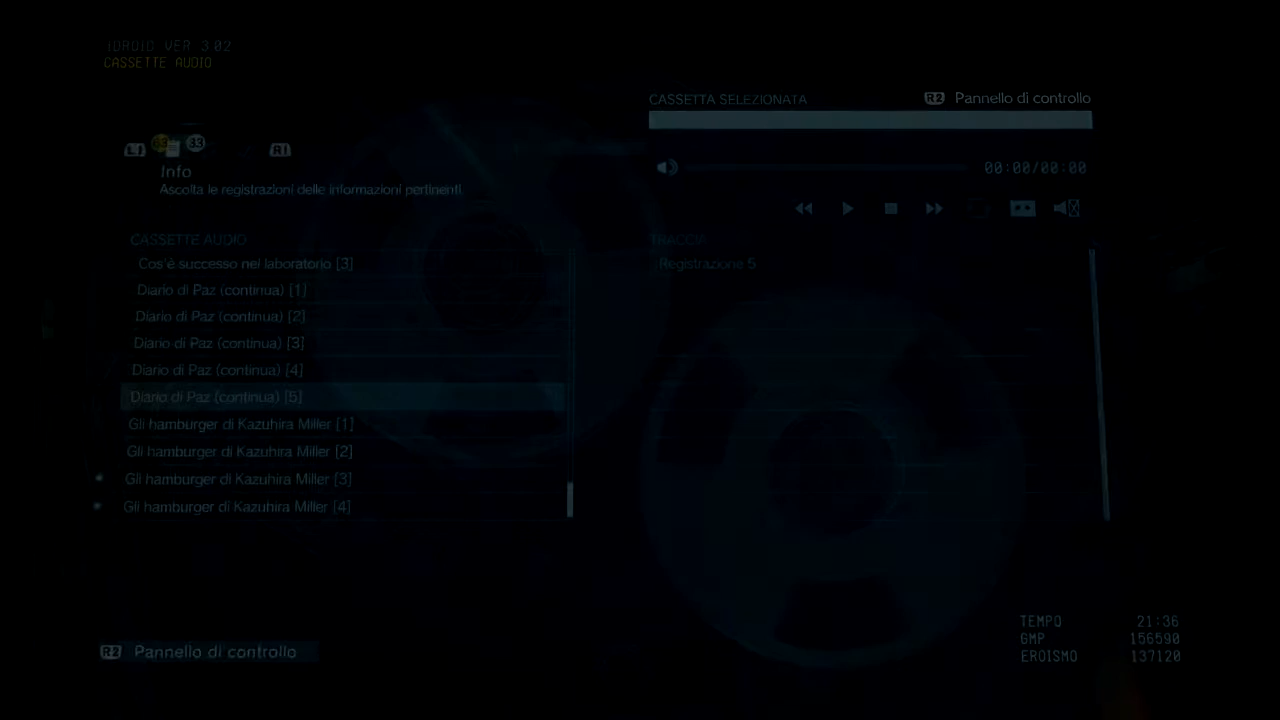 IDROID VER 3.02
CASSETTE AUDIO
L1
33
R1
Info
Ascolta le registrazioni delle informazioni pertinenti.
CASSETTE AUDIO
Cos'è successo nel laboratorio [3]
Diario di Paz (continua) [1]
Diario di Paz (continua) [2]
Diario di Paz (continua) [3]
Diario di Paz (continua) [4]
Diario di Paz (continua) [5]
Gli hamburger di Kazuhira Miller [1]
Gli hamburger di Kazuhira Miller [2]
Gli hamburger di Kazuhira Miller [3]
Gli hamburger di Kazuhira Miller [4]
R2 Pannello di controllo
CASSETTA SELEZIONATA
R2 Pannello di controllo
00:00/00:00
TRACCIA
Registrazione 5
TEMPO 21:36
GMP 156590
EROISMO 137120